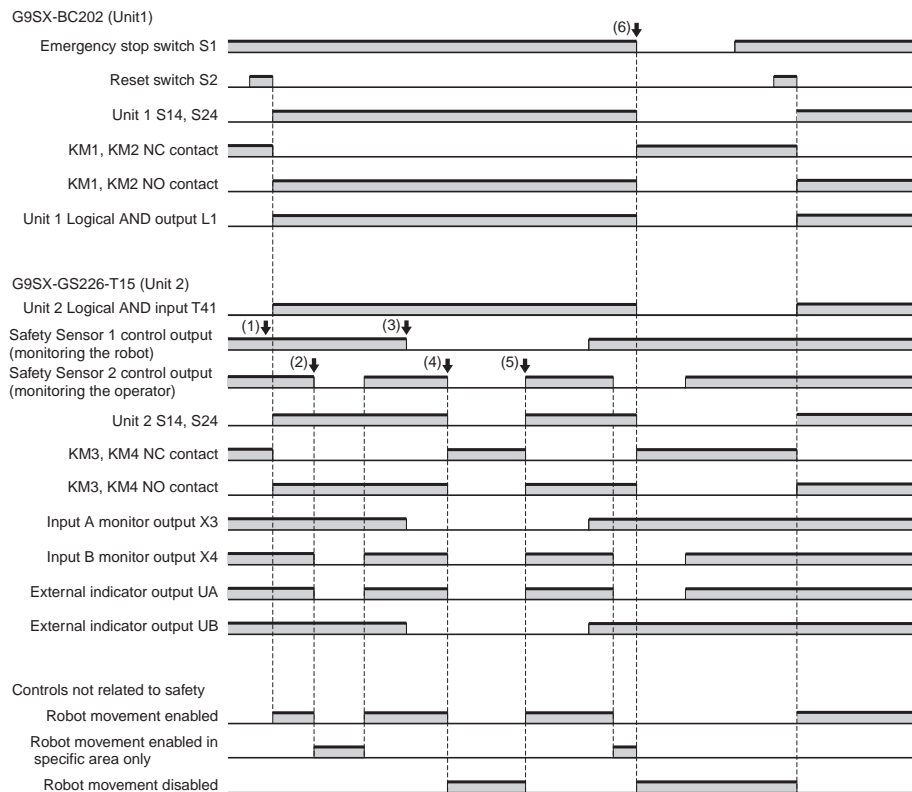 G9SX-BC202 (Unit1)
(6)
Emergency stop switch S1
Reset switch S2
Unit 1 S14, S24
KM1, KM2 NC contact
KM1, KM2 NO contact
Unit 1 Logical AND output L1
G9SX-GS226-T15 (Unit 2)
Unit 2 Logical AND input T41
(1)
(3)
Safety Sensor 1 control output
(monitoring the robot)
(2)
(4)
(5)
Safety Sensor 2 control output
(monitoring the operator)
Unit 2 S14, S24
KM3, KM4 NC contact
KM3, KM4 NO contact
Input A monitor output X3
Input B monitor output X4
External indicator output UA
External indicator output UB
Controls not related to safety
Robot movement enabled
Robot movement enabled in
specific area only
Robot movement disabled